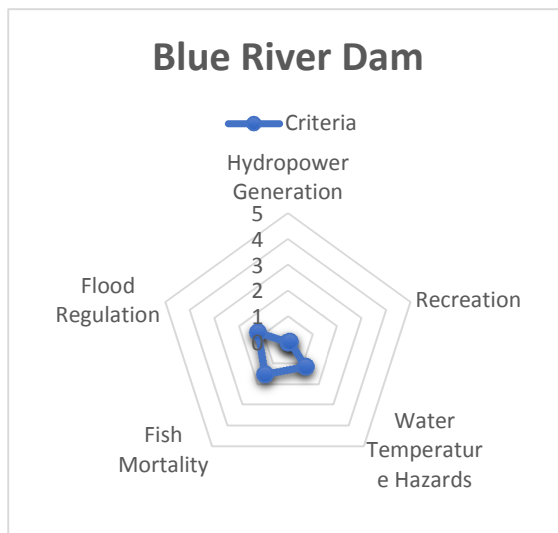 Blue River Dam
Criteria
Hydropower
Generation
5
4
3
2
1
0
Recreation
Flood
Regulation
Water
Temperatur
e Hazards
Fish
Mortality